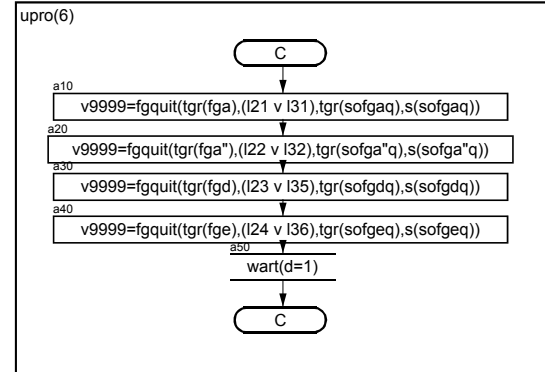 upro(6)
C
a10
v9999=fgquit(tgr(fga),(l21 v l31),tgr(sofgaq),s(sofgaq))
a20
v9999=fgquit(tgr(fga"),(l22 v l32),tgr(sofga"q),s(sofga"q))
a30
v9999=fgquit(tgr(fgd),(l23 v l35),tgr(sofgdq),s(sofgdq))
a40
v9999=fgquit(tgr(fge),(l24 v l36),tgr(sofgeq),s(sofgeq))
a50
wart(d=1)
C